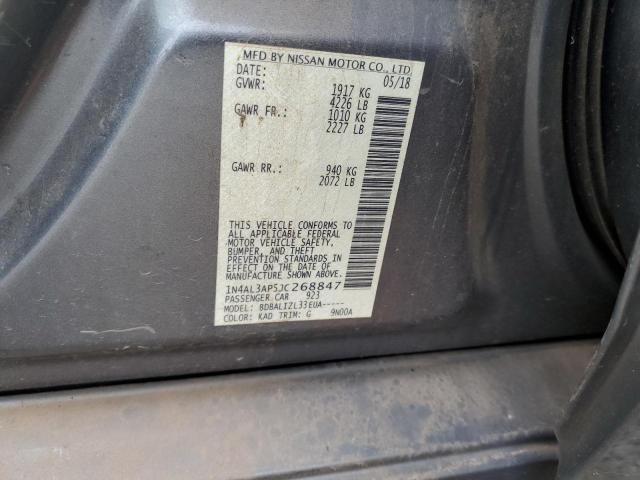 MFD BY NISSAN MOTOR CO., LTD
DATE: 05/18
GVWR: 1917 KG
4226 LB
GAWR FR.: 1010 KG
2227 LB
GAWR RR.: 940 KG
2072 LB
THIS VEHICLE CONFORMS TO
ALL APPLICABLE FEDERAL
MOTOR VEHICLE SAFETY,
BUMPER, AND THEFT
PREVENTION STANDARDS IN
EFFECT ON THE DATE OF
MANUFACTURE SHOWN ABOVE.
1N4AL3AP5JC268847
PASSENGER CAR 923
MODEL: BDBALIZL33EUA-----
COLOR: KAD TRIM: G 9N00A